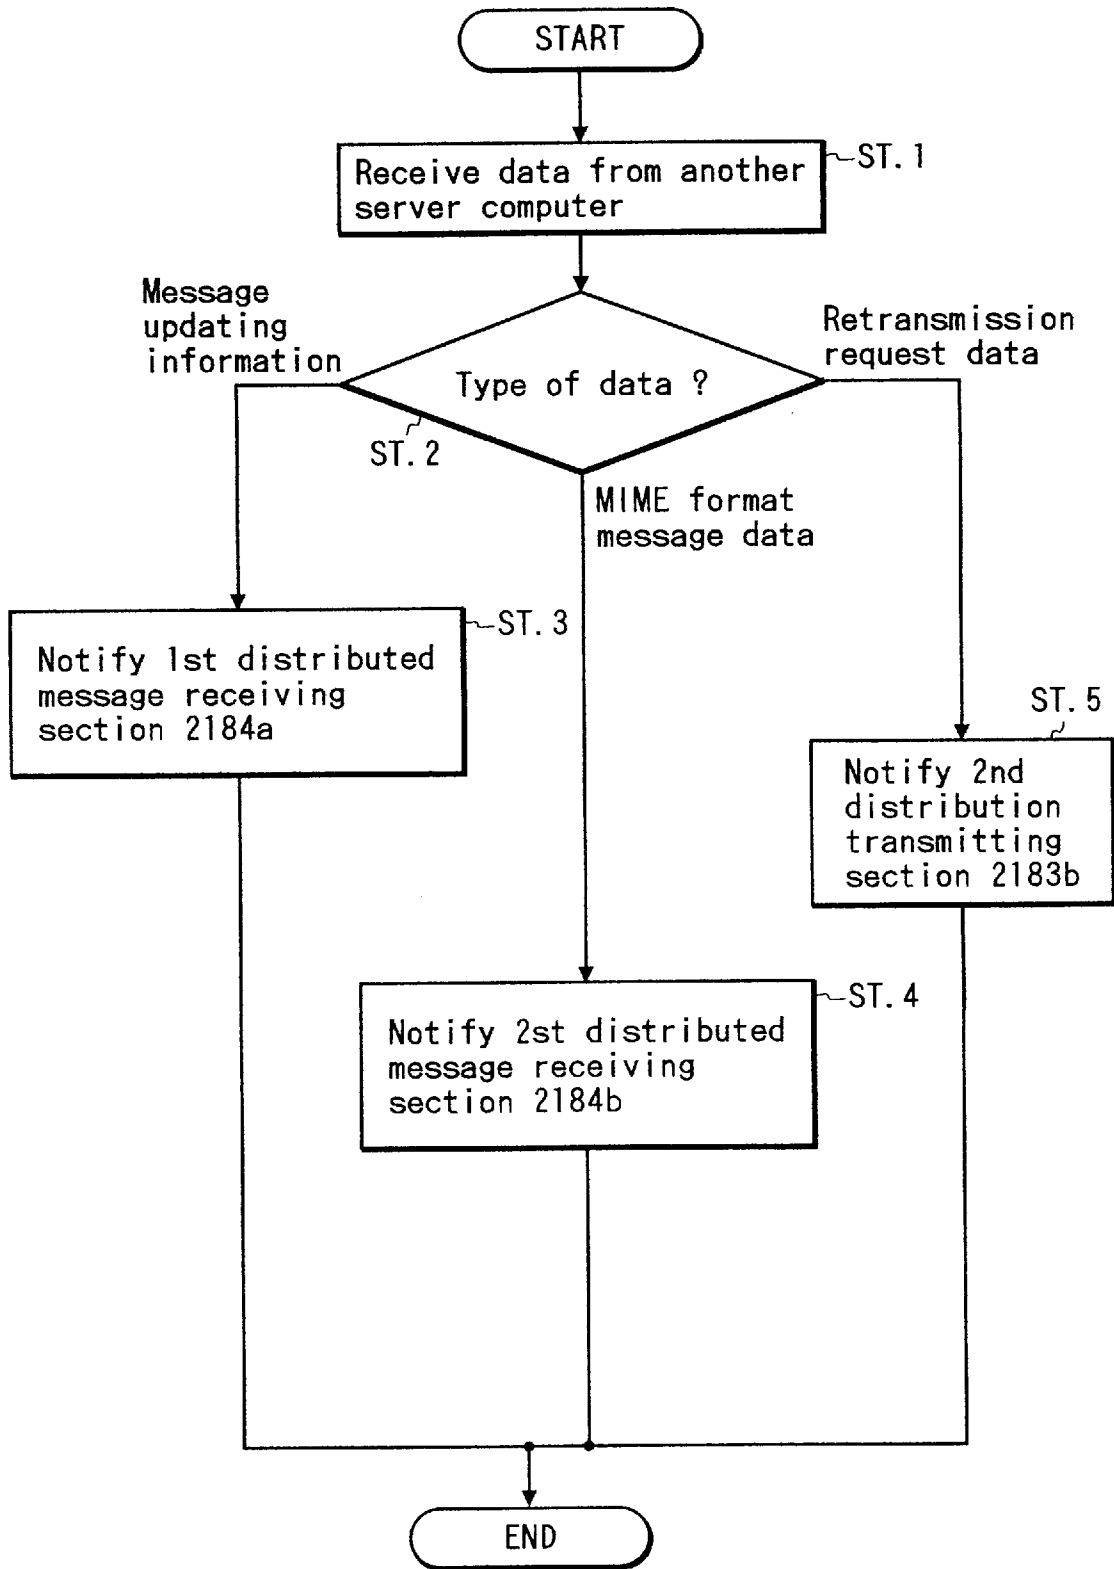 START
Receive data from another
server computer
ST. 1
Message
updating
information
Type of data ?
ST. 2
Retransmission
request data
MIME format
message data
Notify 1st distributed
message receiving
section 2184a
ST. 3
ST. 5
Notify 2nd
distribution
transmitting
section 2183b
Notify 2st distributed
message receiving
section 2184b
ST. 4
END